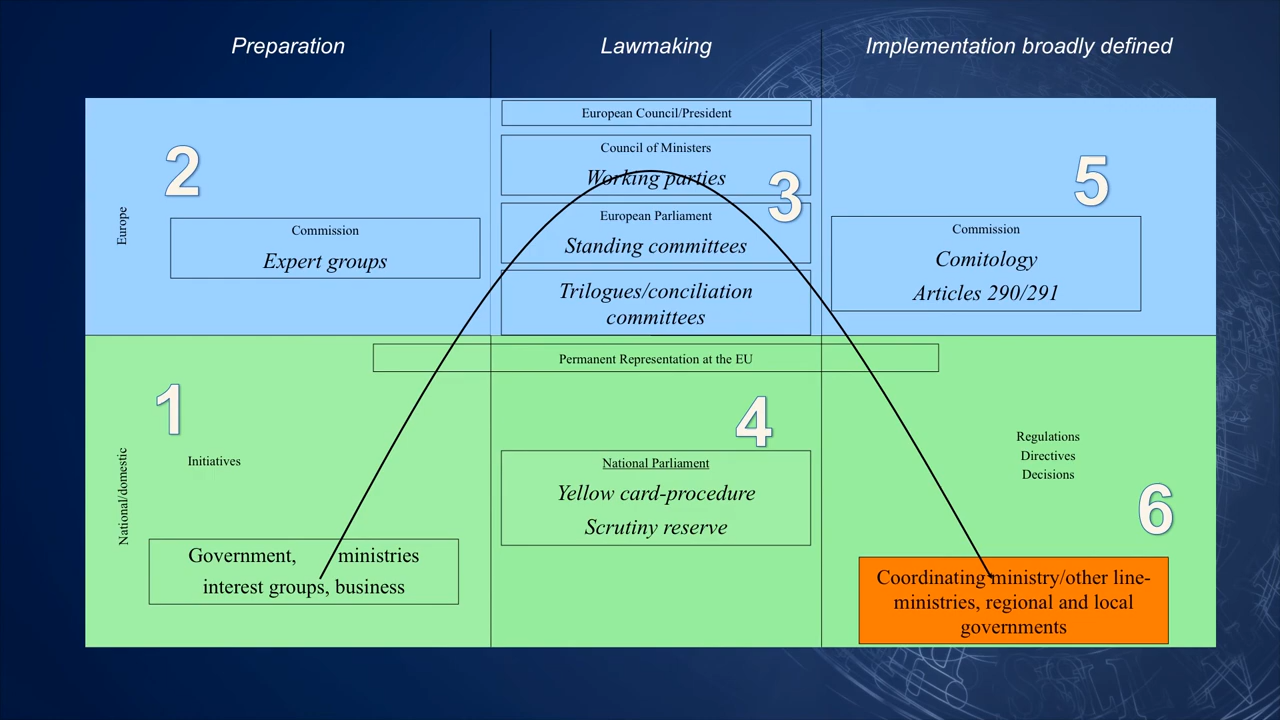 Preparation
Lawmaking
Implementation broadly defined
Europe
2
Commission
Expert groups
European Council/President
Council of Ministers
Working parties
3
European Parliament
Standing committees
Trilogues/conciliation
committees
5
Commission
Comitology
Articles 290/291
Permanent Representation at the EU
National/domestic
1
Initiatives
Government, ministries
interest groups, business
4
National Parliament
Yellow card-procedure
Scrutiny reserve
Regulations
Directives
Decisions
6
Coordinating ministry/other line-
ministries, regional and local
governments